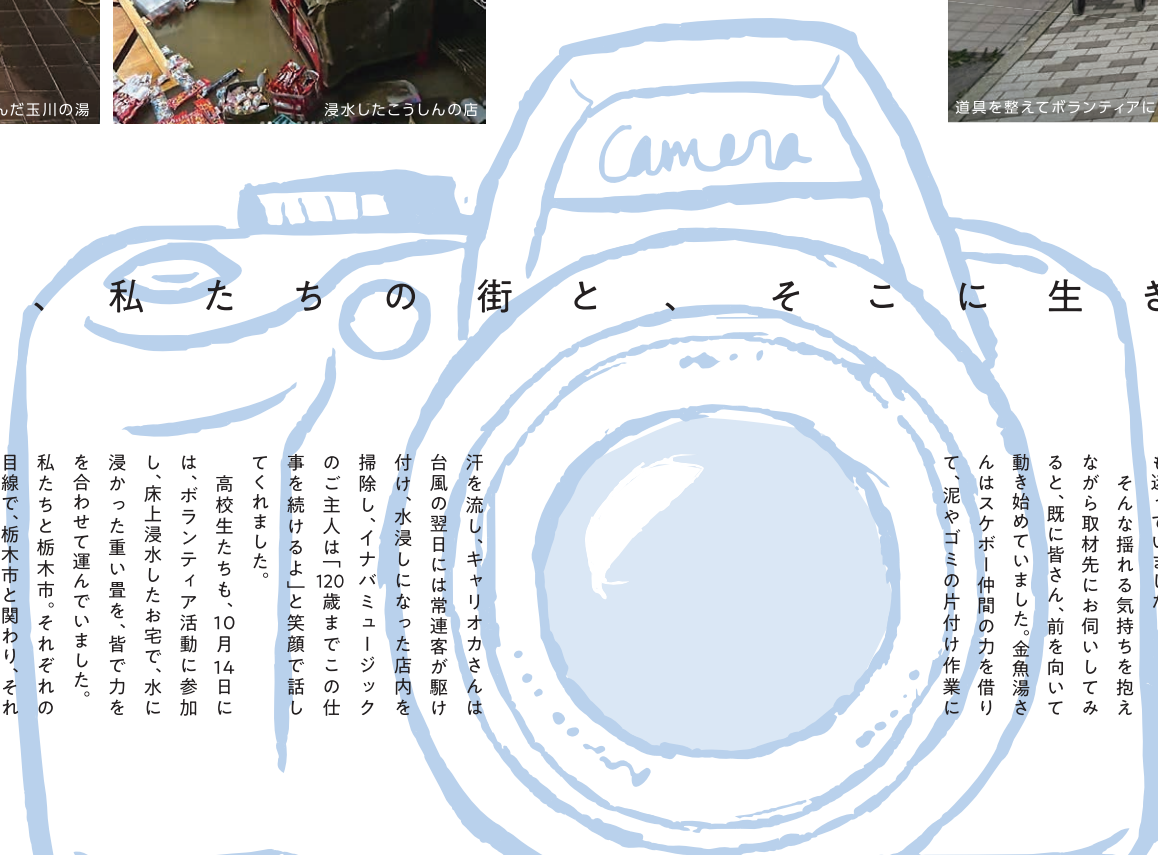 んだ玉川の湯
浸水したこうしんの店
道具を整えてボランティアに
Camera
、私たちの街と、そこに生き
そんな揺れる気持ちを抱え
ながら取材先にお伺いしてみ
ると、既に皆さん、前を向いて
動き始めていました。金魚湯さ
んはスケボー仲間の力を借り
て、泥やゴミの片付け作業に
汗を流し、キャリオカさんは
台風の翌日には常連客が駆け
付け、水浸しになった店内を
掃除し、イナバミュージック
のご主人は「120歳までこの仕
事を続けるよ」と笑顔で話し
てくれました。
高校生たちも、10月14日に
は、ボランティア活動に参加
し、床上浸水したお宅で、水に
浸かった重い畳を、皆で力を
を合わせて運んでいました。
私たちと栃木市。それぞれの
目線で、栃木市と関わり、それ